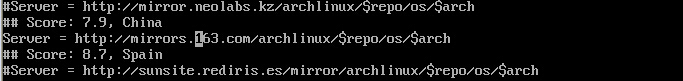 #Server = http://mirror.neolabs.kz/archlinux/$repo/os/$arch
## Score: 7.9, China
Server = http://mirrors.163.com/archlinux/$repo/os/$arch
## Score: 8.7, Spain
#Server = http://sunsite.rediris.es/mirror/archlinux/$repo/os/$arch